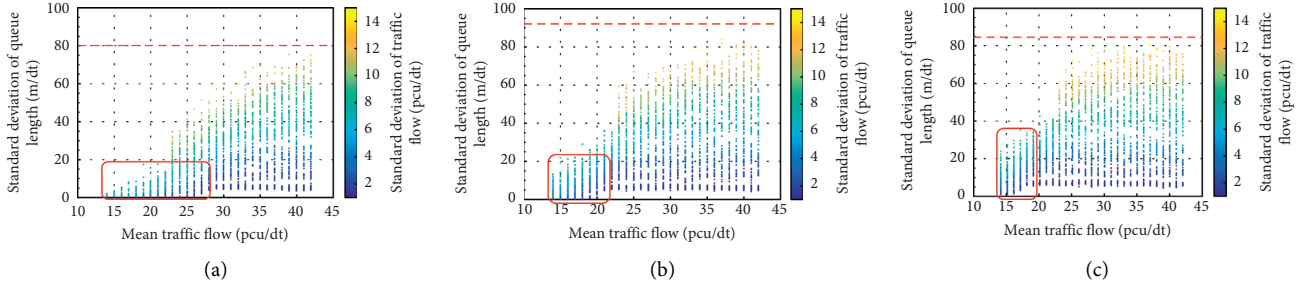 100
80
60
40
20
0
Standard deviation of queue
length (m/dt)
10 15 20 25 30 35 40 45
Mean traffic flow (pcu/dt)
14
12
10
8
6
4
2
Standard deviation of traffic
flow (pcu/dt)
(a)
100
80
60
40
20
0
Standard deviation of queue
length (m/dt)
10 15 20 25 30 35 40 45
Mean traffic flow (pcu/dt)
14
12
10
8
6
4
2
Standard deviation of traffic
flow (pcu/dt)
(b)
100
80
60
40
20
0
Standard deviation of queue
length (m/dt)
10 15 20 25 30 35 40 45
Mean traffic flow (pcu/dt)
14
12
10
8
6
4
2
Standard deviation of traffic
flow (pcu/dt)
(c)